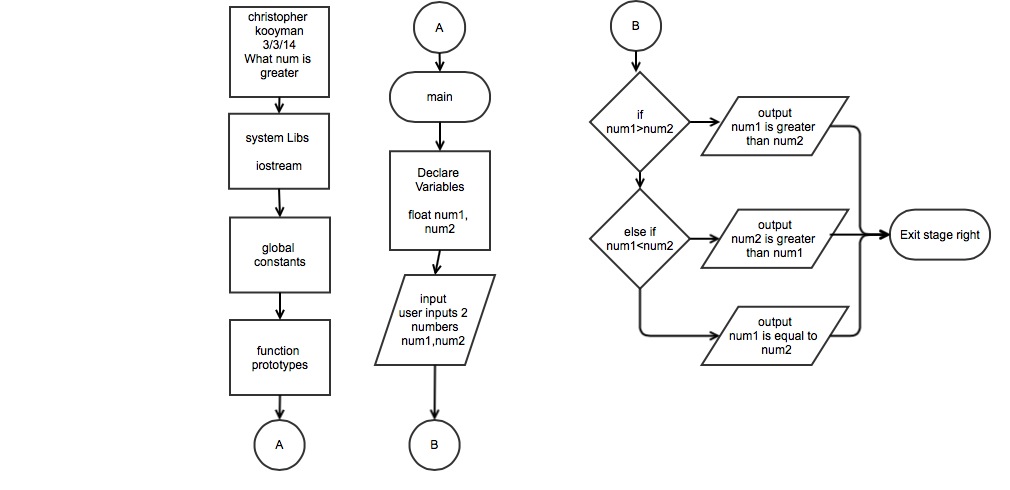 christopher
kooyman
3/3/14
What num is
greater
system Libs
iostream
global
constants
function
prototypes
A
A
main
Declare
Variables
float num1,
num2
input
user inputs 2
numbers
num1,num2
B
B
if
num1>num2
output
num1 is greater
than num2
else if
num1<num2
output
num2 is greater
than num1
output
num1 is equal to
num2
Exit stage right